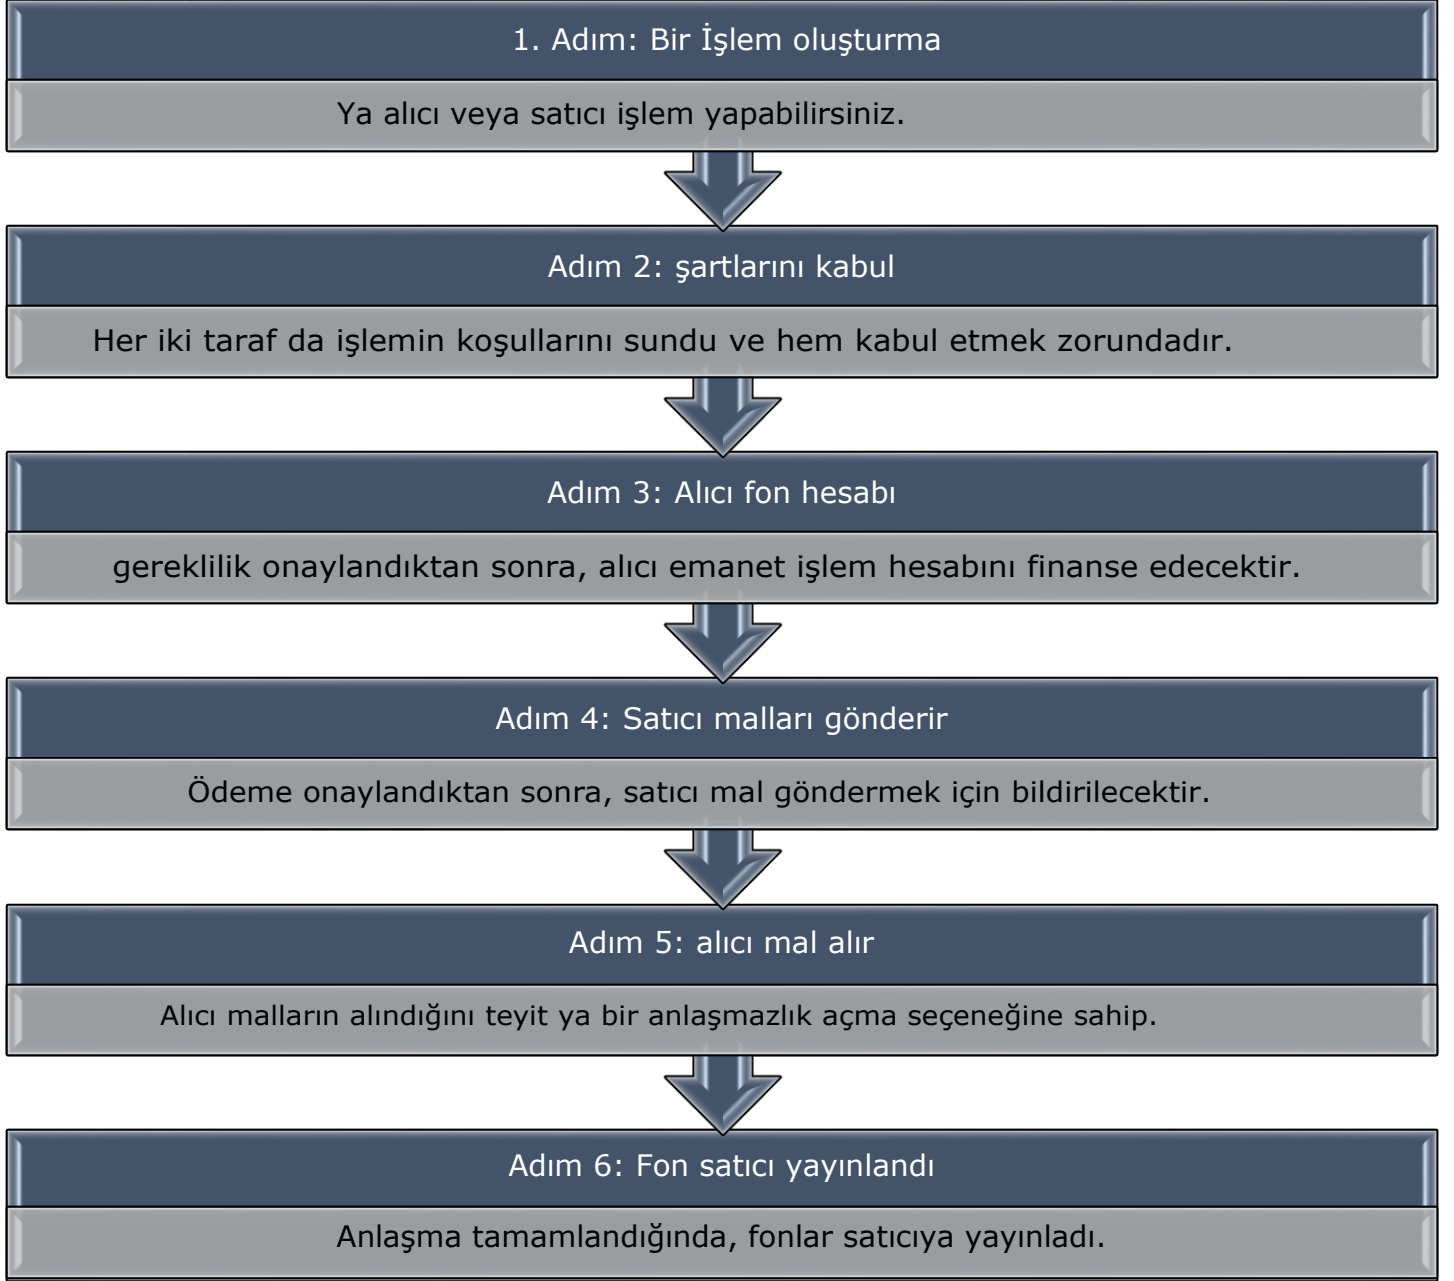 1. Adım: Bir İşlem oluşturma
Ya alıcı veya satıcı işlem yapabilirsiniz.
Adım 2: şartlarını kabul
Her iki taraf da işlemin koşullarını sundu ve hem kabul etmek zorundadır.
Adım 3: Alıcı fon hesabı
gereklilik onaylandıktan sonra, alıcı emanet işlem hesabını finanse edecektir.
Adım 4: Satıcı malları gönderir
Ödeme onaylandıktan sonra, satıcı mal göndermek için bildirilecektir.
Adım 5: alıcı mal alır
Alıcı malların alındığını teyit ya bir anlaşmazlık açma seçeneğine sahip.
Adım 6: Fon satıcı yayınlandı
Anlaşma tamamlandığında, fonlar satıcıya yayınladı.